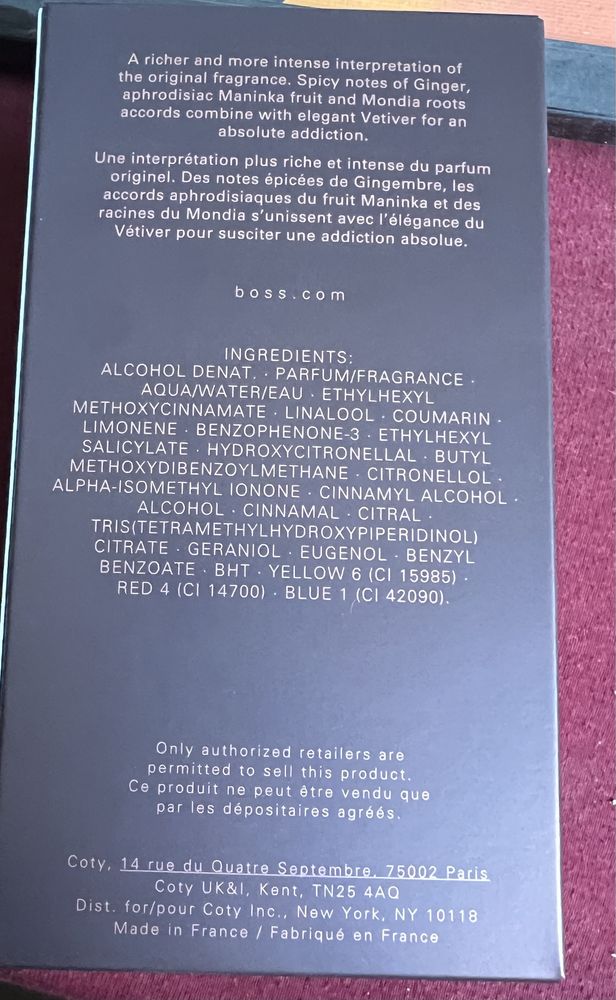 A richer and more intense interpretation of
the original fragrance. Spicy notes of Ginger,
aphrodisiac Maninka fruit and Mondia roots
accords combine with elegant Vetiver for an
absolute addiction.
Une interprétation plus riche et intense du parfum
originel. Des notes épicées de Gingembre, les
accords aphrodisiaques du fruit Maninka et des
racines du Mondia s'unissent avec l'élégance du
Vétiver pour susciter une addiction absolue.
boss.com
INGREDIENTS:
ALCOHOL DENAT. · PARFUM/FRAGRANCE ·
AQUA/WATER/EAU · ETHYLHEXYL
METHOXYCINNAMATE · LINALOOL · COUMARIN ·
LIMONENE · BENZOPHENONE-3 · ETHYLHEXYL
SALICYLATE · HYDROXYCITRONELLAL · BUTYL
METHOXYDIBENZOYLMETHANE · CITRONELLOL ·
ALPHA-ISOMETHYL IONONE · CINNAMYL ALCOHOL ·
ALCOHOL · CINNAMAL · CITRAL ·
TRIS(TETRAMETHYLHYDROXYPIPERIDINOL)
CITRATE · GERANIOL · EUGENOL · BENZYL
BENZOATE · BHT · YELLOW 6 (CI 15985) ·
RED 4 (CI 14700) · BLUE 1 (CI 42090).
Only authorized retailers are
permitted to sell this product.
Ce produit ne peut être vendu que
par les dépositaires agréés.
Coty, 14 rue du Quatre Septembre, 75002 Paris
Coty UK&I, Kent, TN25 4AQ
Dist. for/pour Coty Inc., New York, NY 10118
Made in France / Fabriqué en France